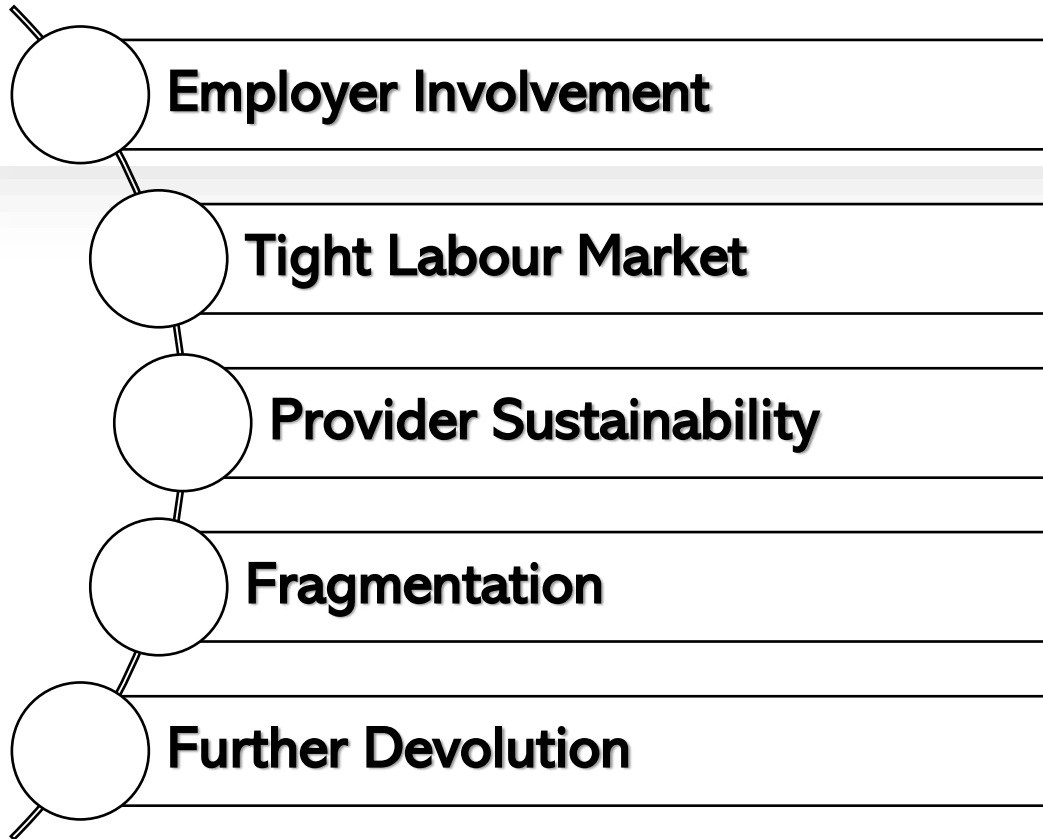 Employer Involvement
Tight Labour Market
Provider Sustainability
Fragmentation
Further Devolution